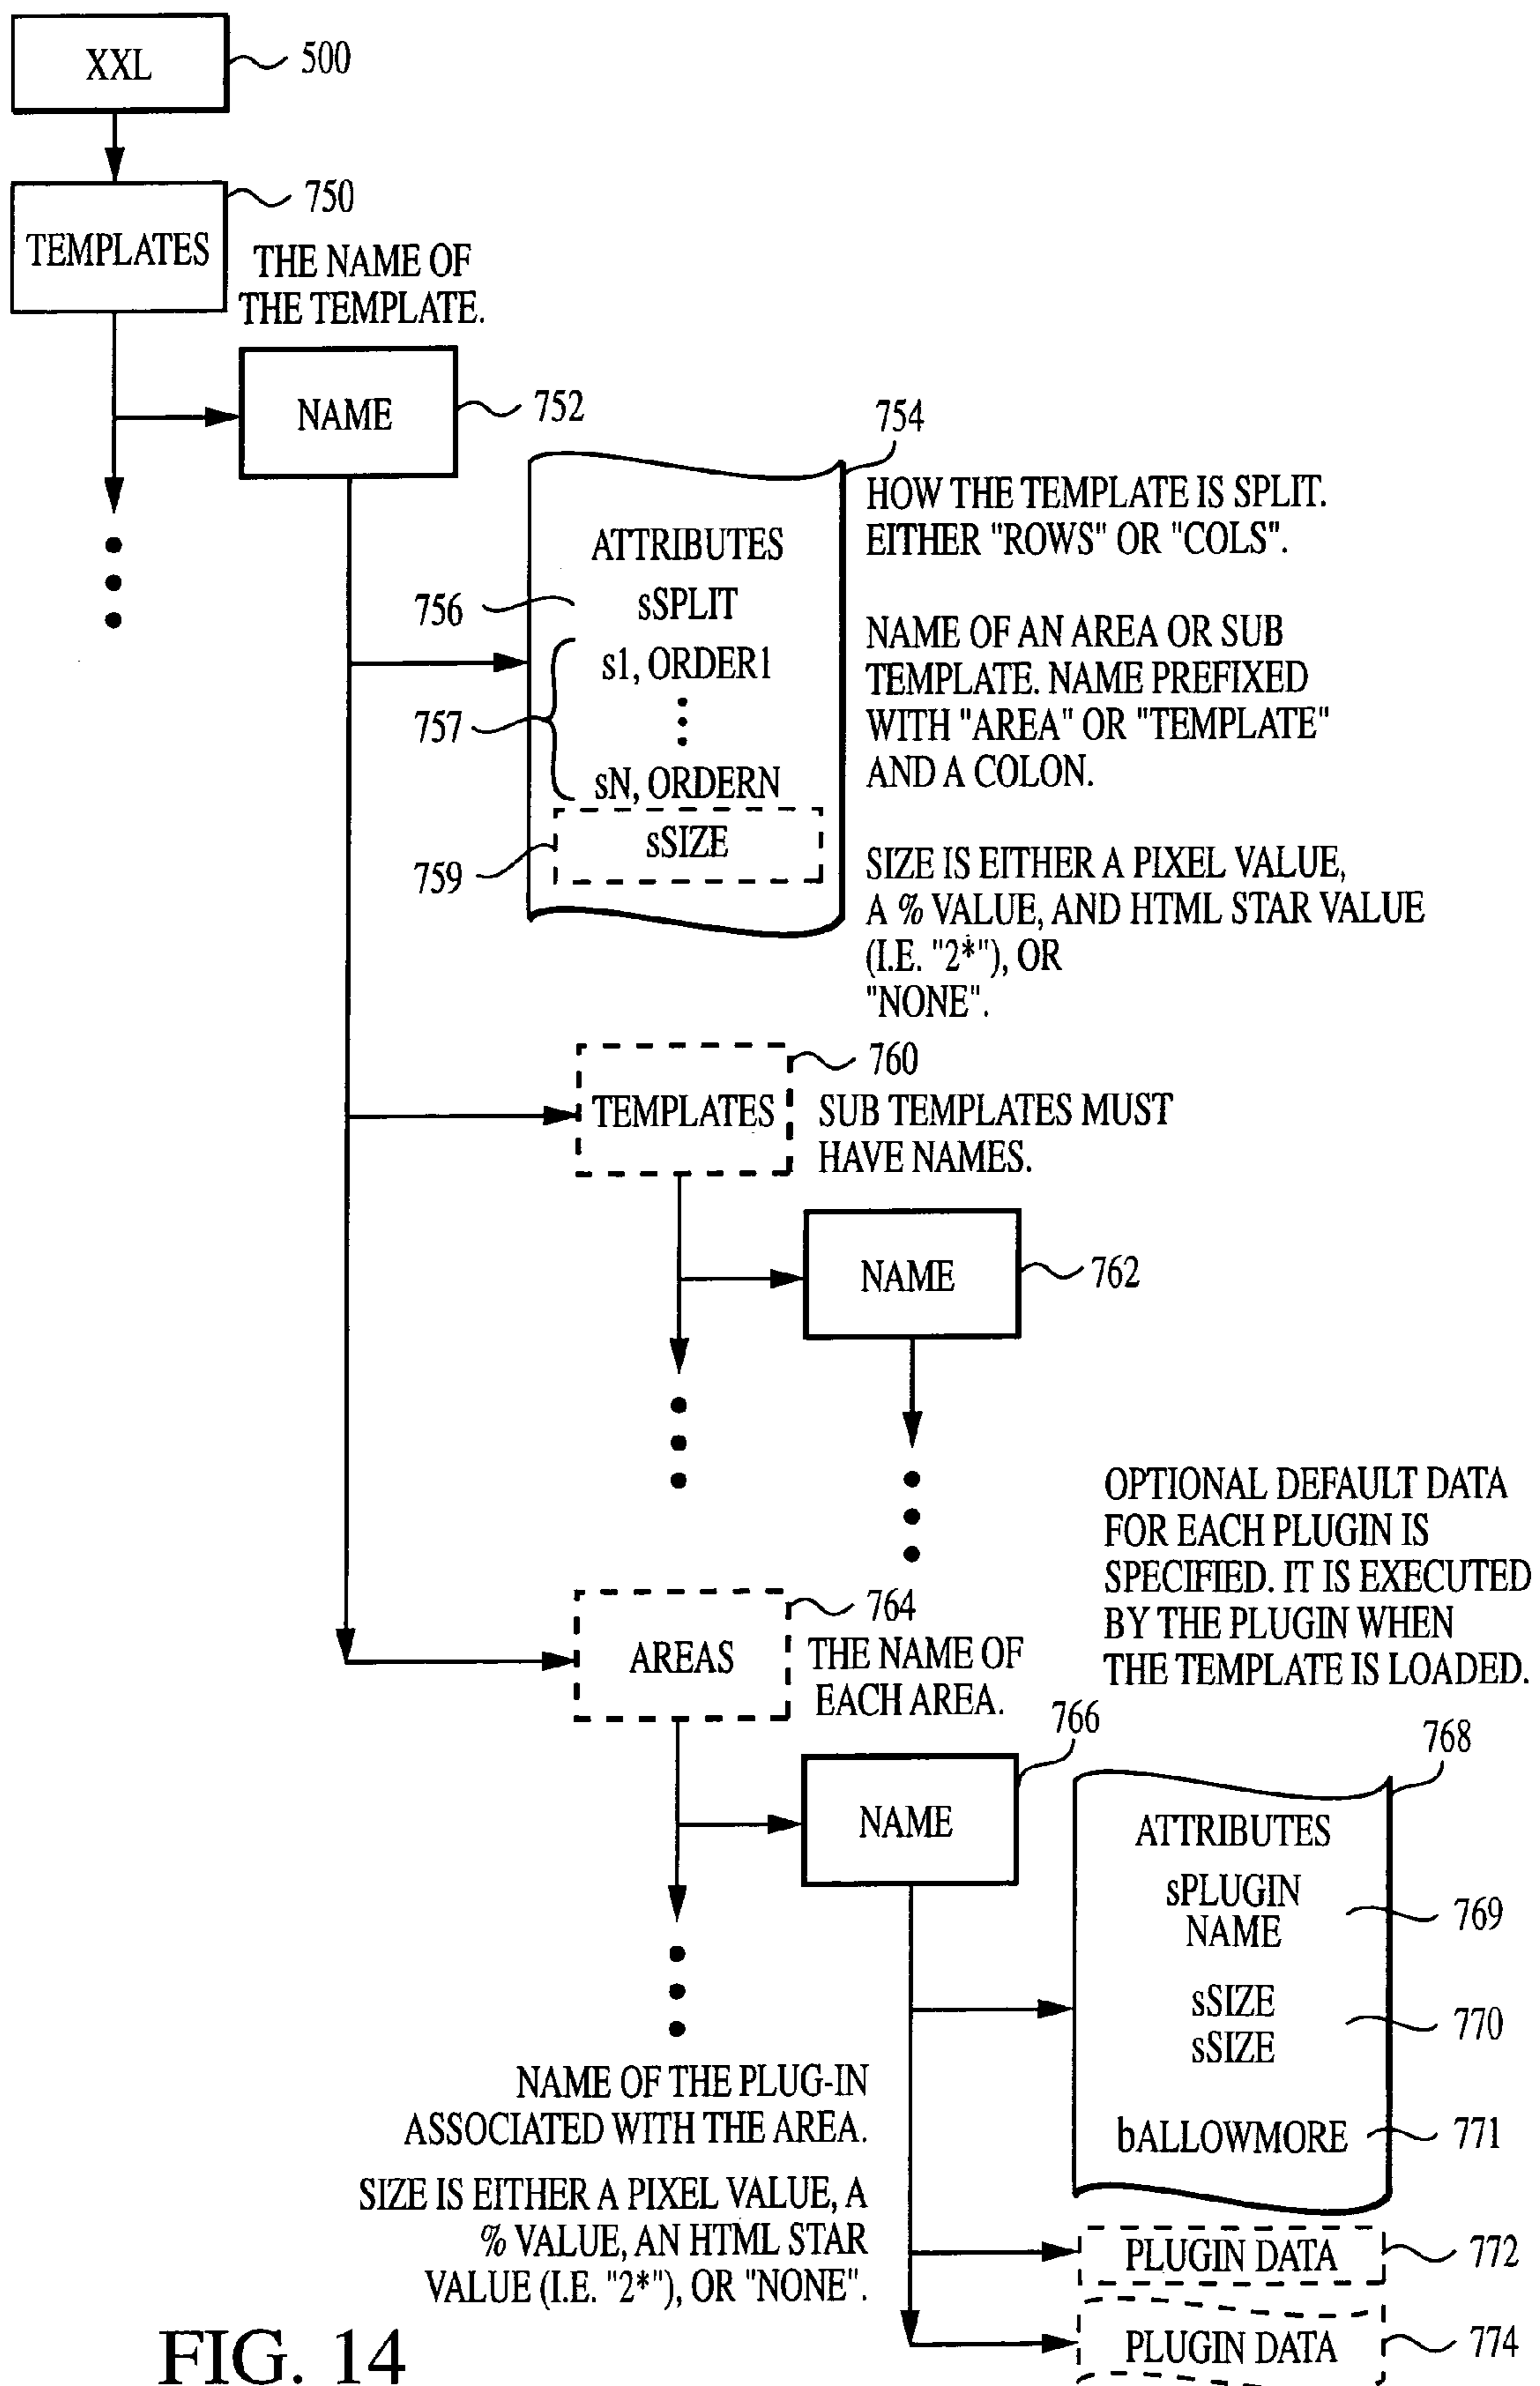 XXL
500
750
TEMPLATES
THE NAME OF
THE TEMPLATE.
NAME
752
754
HOW THE TEMPLATE IS SPLIT.
EITHER "ROWS" OR "COLS".
ATTRIBUTES
756
sSPLIT
s1, ORDER1
757
sN, ORDERN
NAME OF AN AREA OR SUB
TEMPLATE. NAME PREFIXED
WITH "AREA" OR "TEMPLATE"
AND A COLON.
sSIZE
759
SIZE IS EITHER A PIXEL VALUE,
A % VALUE, AND HTML STAR VALUE
(I.E. "2*"), OR
"NONE".
760
TEMPLATES
SUB TEMPLATES MUST
HAVE NAMES.
NAME
762
OPTIONAL DEFAULT DATA
FOR EACH PLUGIN IS
SPECIFIED. IT IS EXECUTED
BY THE PLUGIN WHEN
THE TEMPLATE IS LOADED.
764
AREAS
THE NAME OF
EACH AREA.
766
768
NAME
ATTRIBUTES
sPLUGIN
NAME
769
sSIZE
sSIZE
770
bALLOWMORE
771
NAME OF THE PLUG-IN
ASSOCIATED WITH THE AREA.
SIZE IS EITHER A PIXEL VALUE, A
% VALUE, AN HTML STAR
VALUE (I.E. "2*"), OR "NONE".
PLUGIN DATA
772
PLUGIN DATA
774
FIG. 14